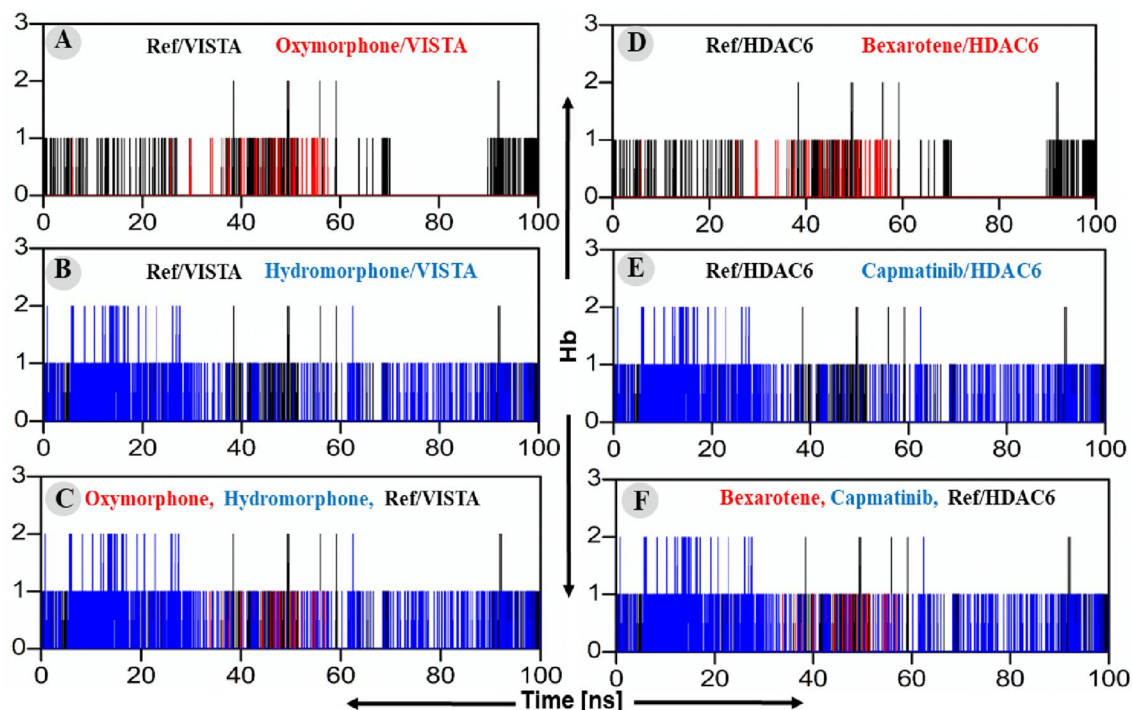 A
Ref/VISTA Oxymorphone/VISTA
3
2
1
0
0 20 40 60 80 100
B
Ref/VISTA Hydromorphone/VISTA
3
2
1
0
0 20 40 60 80 100
C
Oxymorphone, Hydromorphone, Ref/VISTA
3
2
1
0
0 20 40 60 80 100
D
Ref/HDAC6 Bexarotene/HDAC6
3
2
1
0
0 20 40 60 80 100
E
Ref/HDAC6 Capmatinib/HDAC6
3
2
1
0
0 20 40 60 80 100
F
Bexarotene, Capmatinib, Ref/HDAC6
3
2
1
0
0 20 40 60 80 100
Hb
Time [ns]